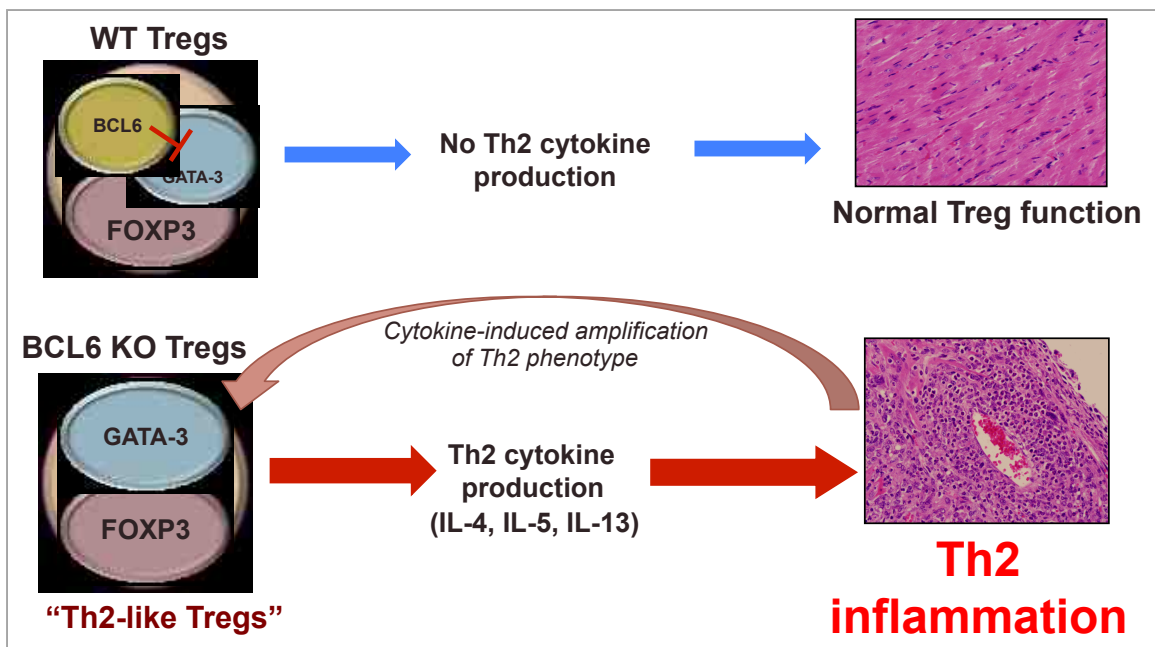 WT Tregs
BCL6
GATA-3
FOXP3
No Th2 cytokine
production
Normal Treg function
Cytokine-induced amplification
of Th2 phenotype
BCL6 KO Tregs
GATA-3
FOXP3
“Th2-like Tregs”
Th2 cytokine
production
(IL-4, IL-5, IL-13)
Th2
inflammation